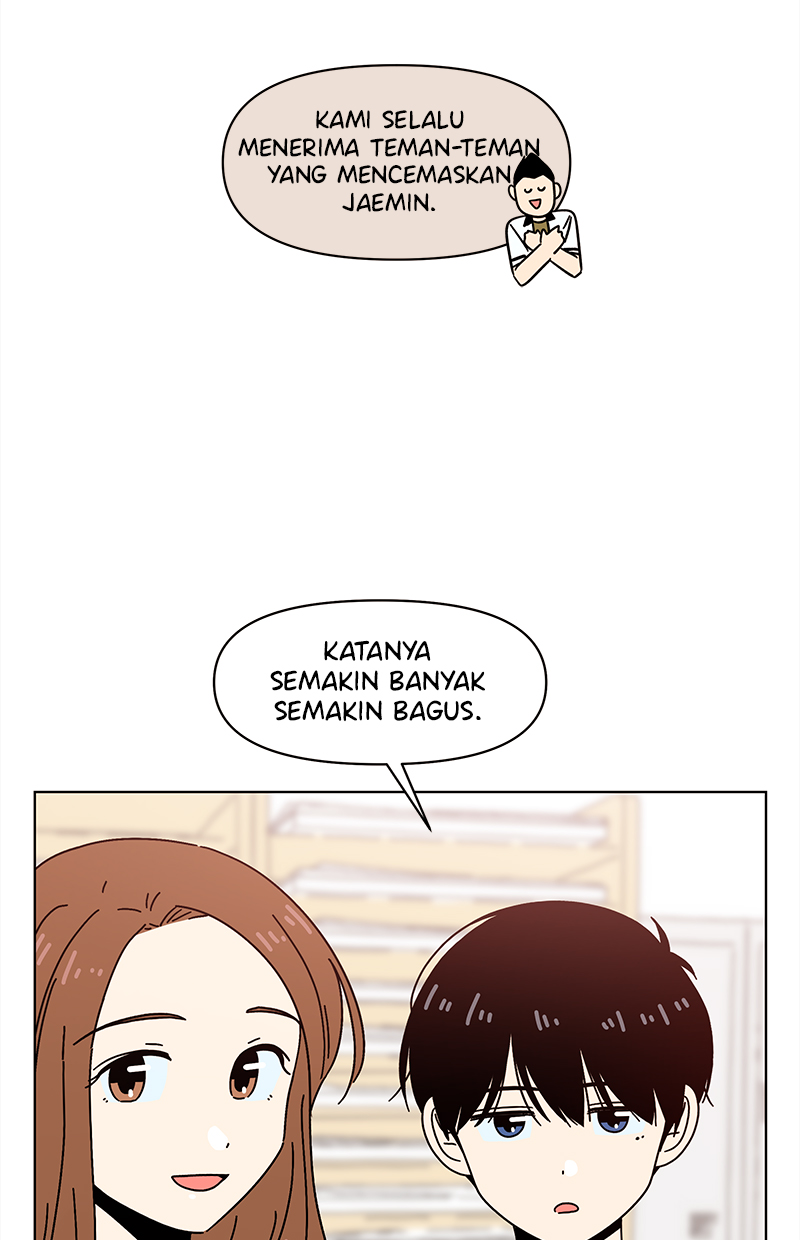 KAMI SELALU
MENERIMA TEMAN-TEMAN
YANG MENCEMASKAN
JAEMIN.
KATANYA
SEMAKIN BANYAK
SEMAKIN BAGUS.